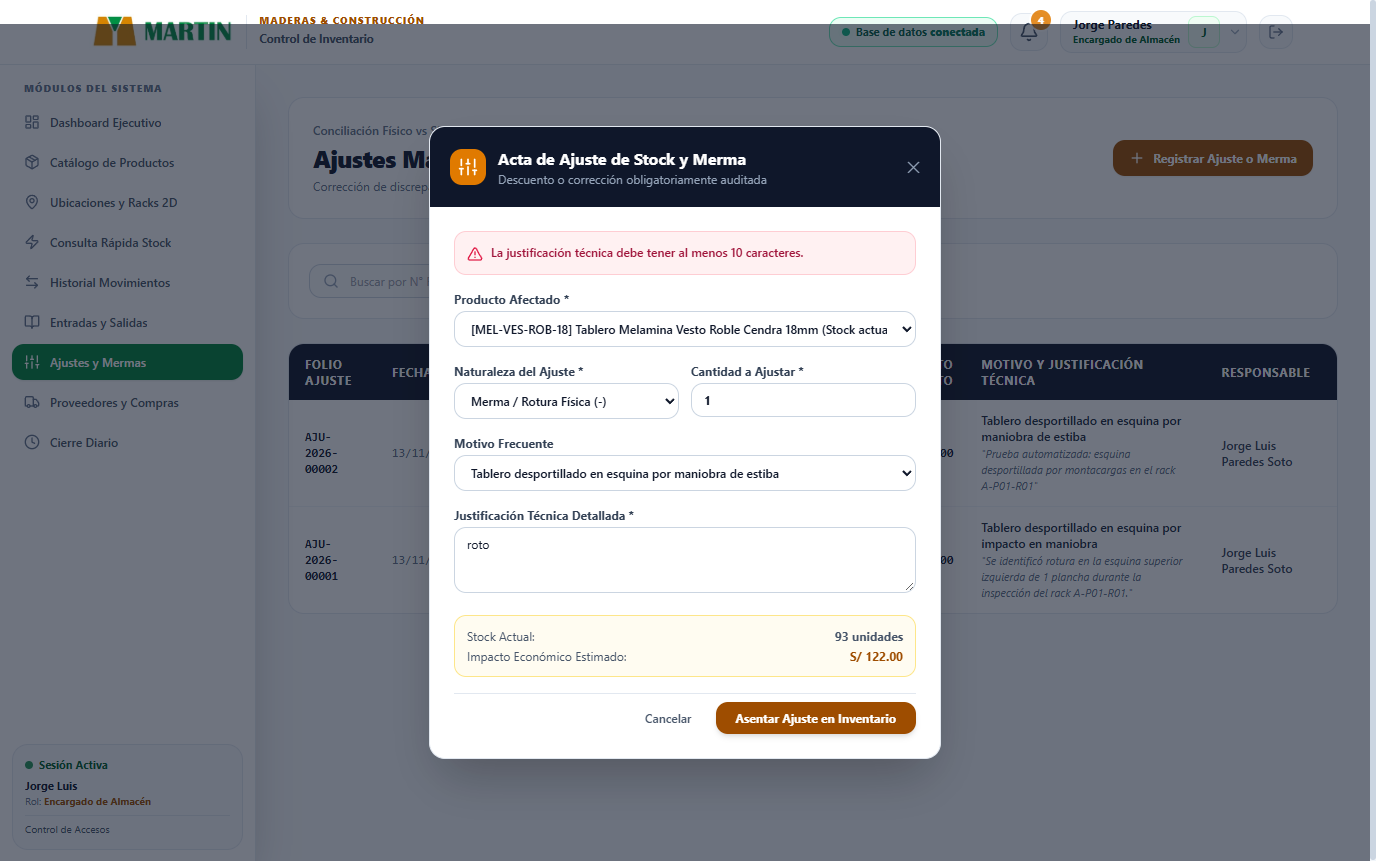 MARTIN
MADERAS & CONSTRUCCIÓN
Control de Inventario
Base de datos conectada
4
Jorge Paredes
Encargado de Almacén
J
MÓDULOS DEL SISTEMA
Dashboard Ejecutivo
Catálogo de Productos
Ubicaciones y Racks 2D
Consulta Rápida Stock
Historial Movimientos
Entradas y Salidas
Ajustes y Mermas
Proveedores y Compras
Cierre Diario
Sesión Activa
Jorge Luis
Rol: Encargado de Almacén
Control de Accesos
Conciliación Físico vs
Ajustes
Corrección de
Registrar Ajuste o Merma
Buscar por N°
FOLIO AJUSTE
MOTIVO Y JUSTIFICACIÓN TÉCNICA
RESPONSABLE
AJU-
2026-
00002
13/11/
00
Tablero desportillado en esquina por
maniobra de estiba
"Prueba automatizada: esquina
desportillada por montacargas en el rack
A-P01-R01"
Jorge Luis
Paredes Soto
AJU-
2026-
00001
13/11/
00
Tablero desportillado en esquina por
impacto en maniobra
"Se identificó rotura en la esquina superior
izquierda de 1 plancha durante la
inspección del rack A-P01-R01."
Jorge Luis
Paredes Soto
Acta de Ajuste de Stock y Merma
Descuento o corrección obligatoriamente auditada
La justificación técnica debe tener al menos 10 caracteres.
Producto Afectado *
[MEL-VES-ROB-18] Tablero Melamina Vesto Roble Cendra 18mm (Stock actua
Naturaleza del Ajuste *
Cantidad a Ajustar *
Merma / Rotura Física (-)
1
Motivo Frecuente
Tablero desportillado en esquina por maniobra de estiba
Justificación Técnica Detallada *
roto
Stock Actual:
93 unidades
Impacto Económico Estimado:
S/ 122.00
Cancelar
Asentar Ajuste en Inventario